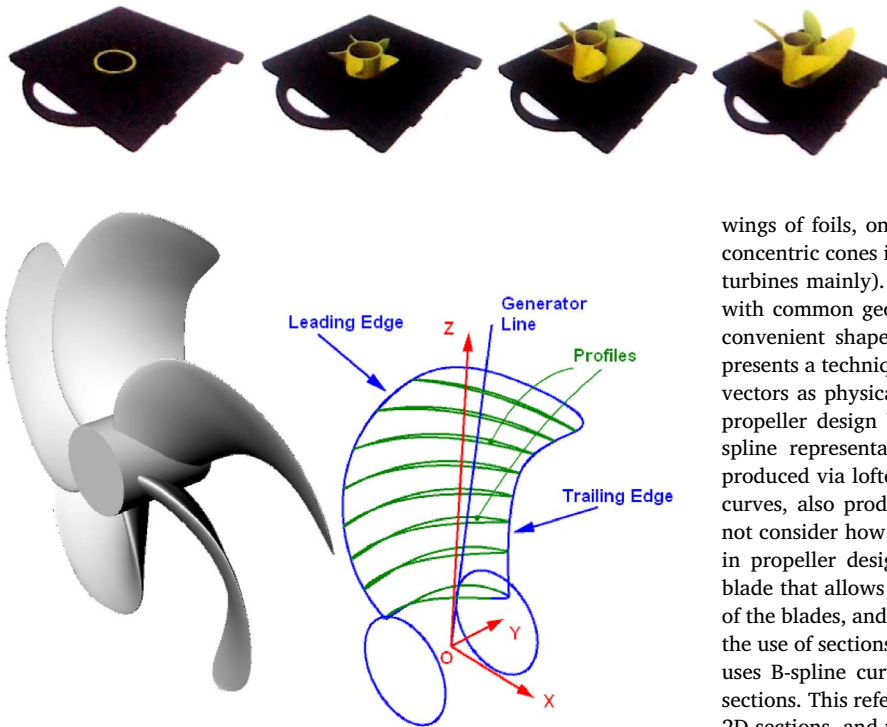 wings of foils, on
concentric cones i
turbines mainly).
with common geo
convenient shape
presents a techniq
vectors as physica
propeller design
spline representa
produced via lofte
curves, also prod
not consider how
in propeller desig
blade that allows
of the blades, and
the use of sections
uses B-spline cur
sections. This refe
2D sections, and
Leading Edge
Z
Generator
Line
Profiles
Trailing Edge
Y
O
X